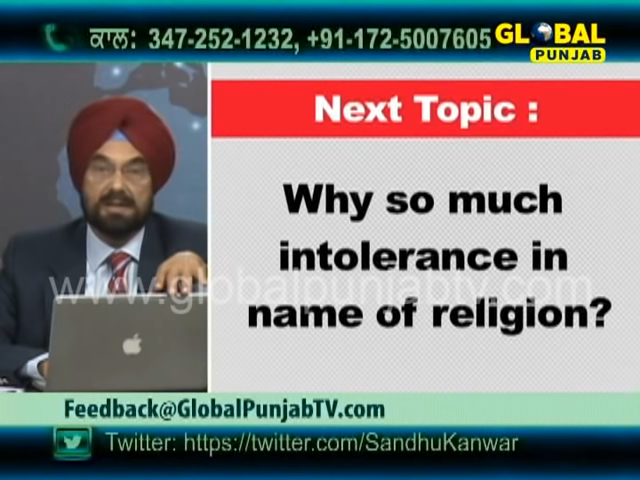 ਕਾਲ: 347-252-1232, +91-172-5007605
GLOBAL
PUNJAB
Next Topic :
Why so much
intolerance in
name of religion?
www.globalpunjabtv.com
Feedback@GlobalPunjabTV.com
Twitter: https://twitter.com/SandhuKanwar